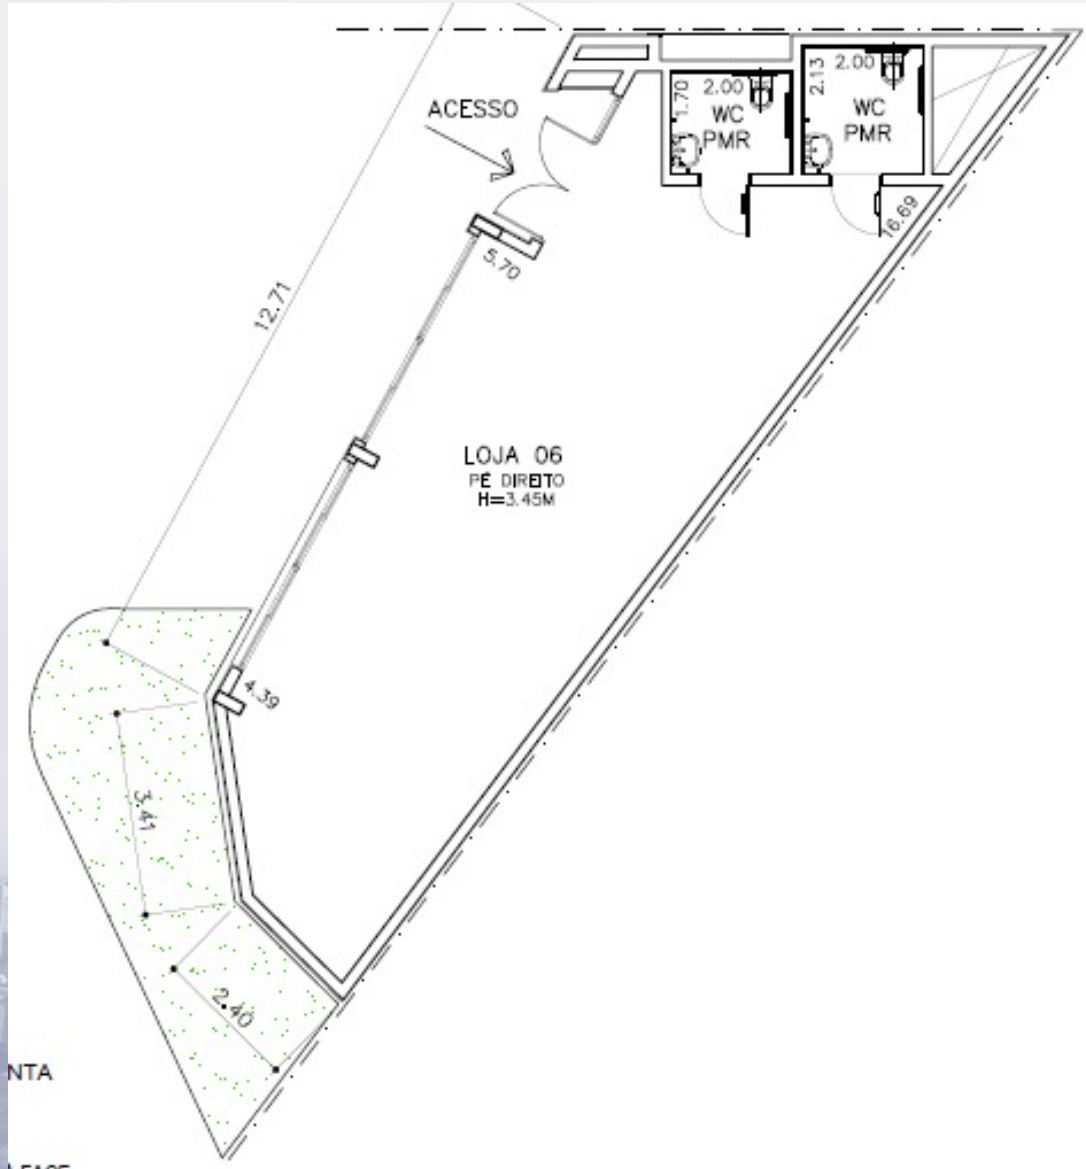 ACESSO
2.00
1.70
WC
PMR
2.00
2.13
WC
PMR
16.69
5.70
12.71
LOJA 06
PÉ DIREITO
H=3.45M
4.39
3.41
2.40
NTA